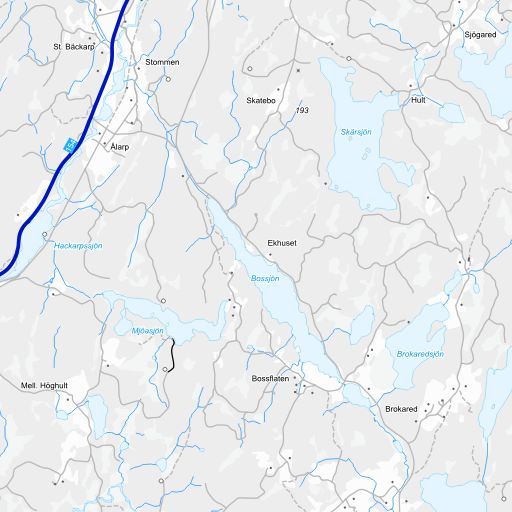 Sjögared
St. Bäckarp
Stommen
Skatebo
Hult
193
Skärsjön
Ålarp
Hackarpssjön
Ekhuset
Bossjön
Mjöasjön
Brokaredsjön
Bossflaten
Mell. Höghult
Brokared